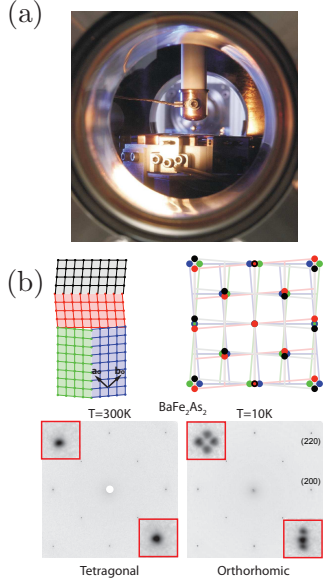 (a)
(b)
a₀ b₀
BaFe₂As₂
T=300K T=10K
(220)
(200)
Tetragonal Orthorhomic